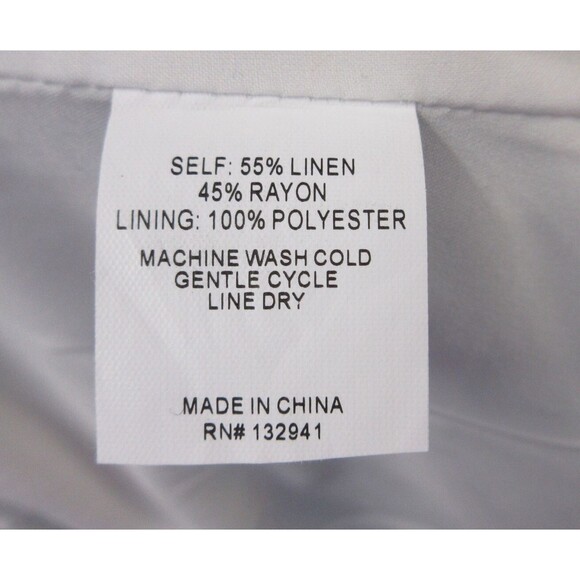 SELF: 55% LINEN
45% RAYON
LINING: 100% POLYESTER
MACHINE WASH COLD
GENTLE CYCLE
LINE DRY
MADE IN CHINA
RN# 132941